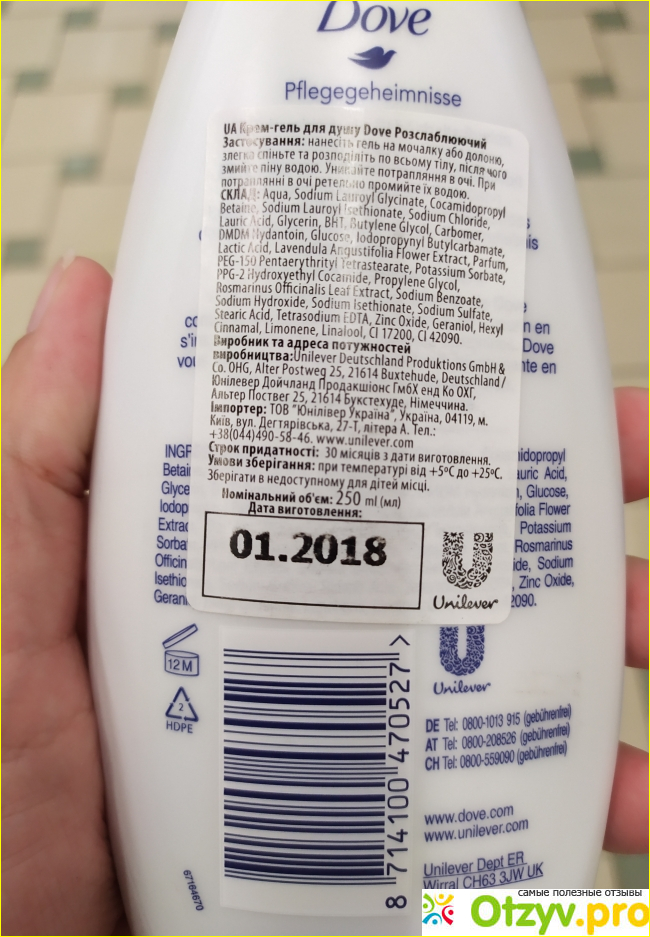 Dove
Pflegegeheimnisse
UA Крем-гель для душу Dove Розслаблюючий
Застосування: нанесіть гель на мочалку або долоню,
злегка спіньте та розподіліть по всьому тілу, після чого
змийте піну водою. Уникайте потрапляння в очі. При
потраплянні в очі ретельно промийте їх водою.
СКЛАД: Aqua, Sodium Lauroyl Glycinate, Cocamidopropyl
Betaine, Sodium Lauroyl Isethionate, Sodium Chloride,
Lauric Acid, Glycerin, BHT, Butylene Glycol, Carbomer,
DMDM Hydantoin, Glucose, Iodopropynyl Butylcarbamate,
Lactic Acid, Lavendula Angustifolia Flower Extract, Parfum,
PEG-150 Pentaerythrityl Tetrastearate, Potassium Sorbate,
PPG-2 Hydroxyethyl Cocamide, Propylene Glycol,
Rosmarinus Officinalis Leaf Extract, Sodium Benzoate,
Sodium Hydroxide, Sodium Isethionate, Sodium Sulfate,
Stearic Acid, Tetrasodium EDTA, Zinc Oxide, Geraniol, Hexyl
Cinnamal, Limonene, Linalool, CI 17200, CI 42090.
Виробник та адреса потужностей
виробництва:Unilever Deutschland Produktions GmbH &
Co. OHG, Alter Postweg 25, 21614 Buxtehude, Deutschland /
Юнілевер Дойчланд Продакшіонс ГмбХ енд Ко ОХГ,
Альтер Поствег 25, 21614 Букстехуде, Німеччина.
Імпортер: ТОВ "Юнілівер Україна", Україна, 04119, м.
Київ, вул. Дегтярівська, 27-Т, літера А. Тел.:
+38(044)490-58-46. www.unilever.com
Строк придатності: 30 місяців з дати виготовлення.
Умови зберігання: при температурі від +5ºC до +25ºC.
Зберігати в недоступному для дітей місці.
Номінальний об'єм: 250 ml (мл)
Дата виготовлення:
01.2018
Unilever
12M
2
HDPE
Unilever
8 714100 470527 >
DE Tel: 0800-1013 915 (gebührenfrei)
AT Tel: 0800-208526 (gebührenfrei)
CH Tel: 0800-559090 (gebührenfrei)
www.dove.com
www.unilever.com
Unilever Dept ER
Wirral CH63 3JW UK
67164670
самые полезные отзывы
Otzyv.pro